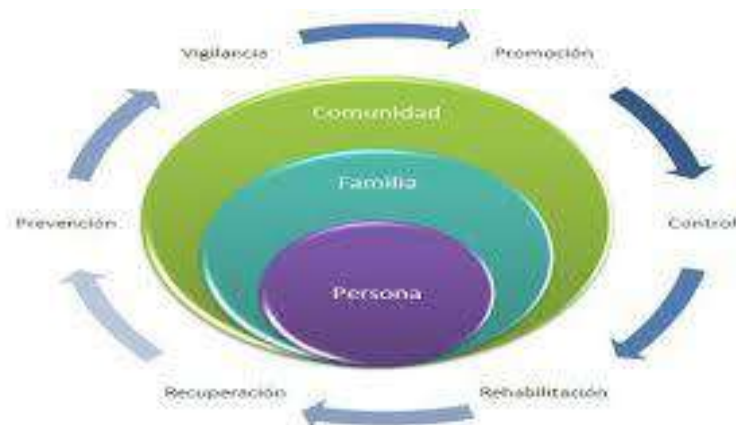 Vigilancia
Promoción
Comunidad
Familia
Prevención
Control
Persona
Recuperación
Rehabilitación